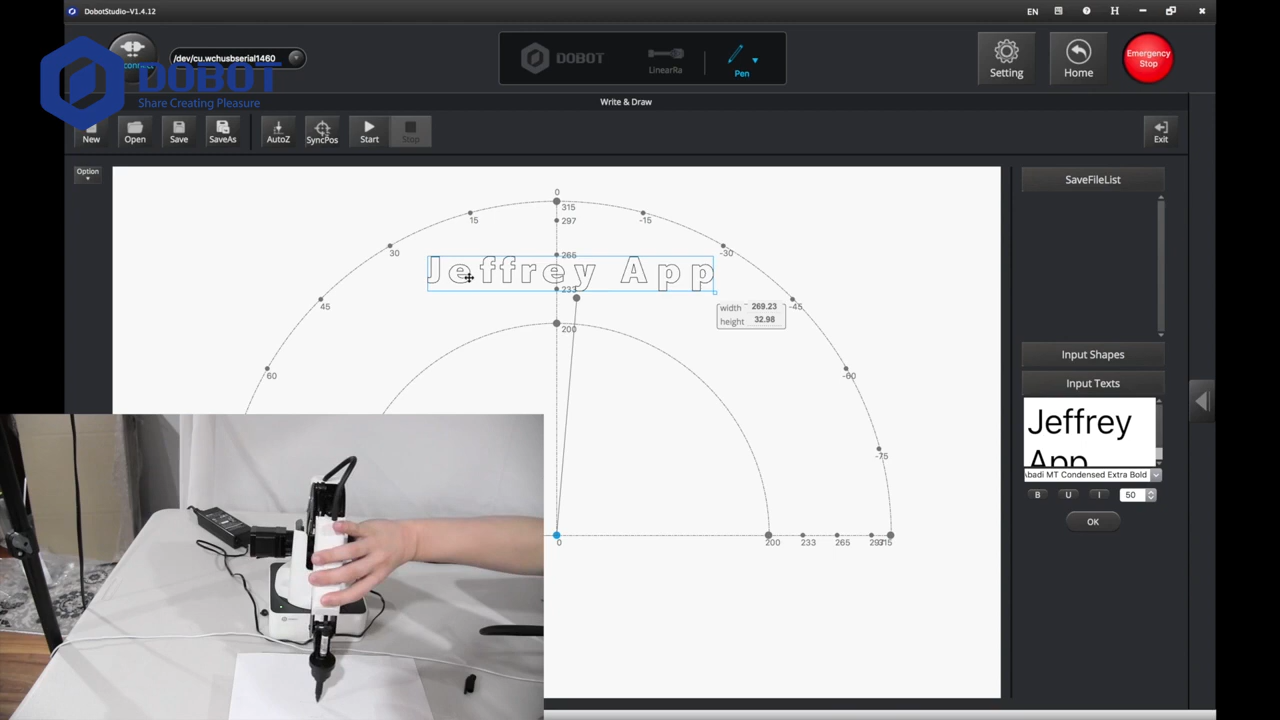 DobotStudio-V1.4.12
EN
H
/dev/cu.wchusbserial1460
DOBOT
Share Creating Pleasure
DOBOT
LinearRa
Pen
Setting
Home
Emergency
Stop
Write & Draw
New
Open
Save
SaveAs
AutoZ
SyncPos
Start
Stop
Exit
Option
SaveFileList
0
315
297
265
233
200
15
-15
30
-30
45
-45
60
-60
-75
Jeffrey App
width 269.23
height 32.98
Input Shapes
Input Texts
Jeffrey
App
Abadi MT Condensed Extra Bold
B
U
I
50
OK
0
200
233
265
297
315